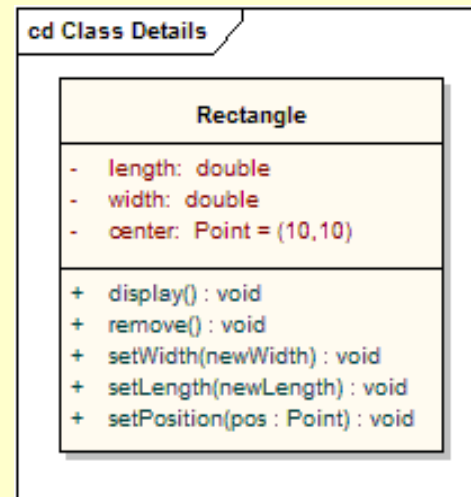 cd Class Details
Rectangle
- length: double
- width: double
- center: Point = (10,10)
+ display() : void
+ remove() : void
+ setWidth(newWidth) : void
+ setLength(newLength) : void
+ setPosition(pos : Point) : void